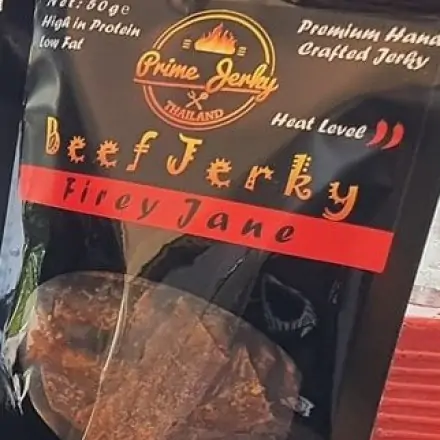 Net: 50g e
High in Protein
Low Fat
Prime Jerky
THAILAND
Premium Hand
Crafted Jerky
Heat Level
Beef Jerky
Firey Jane